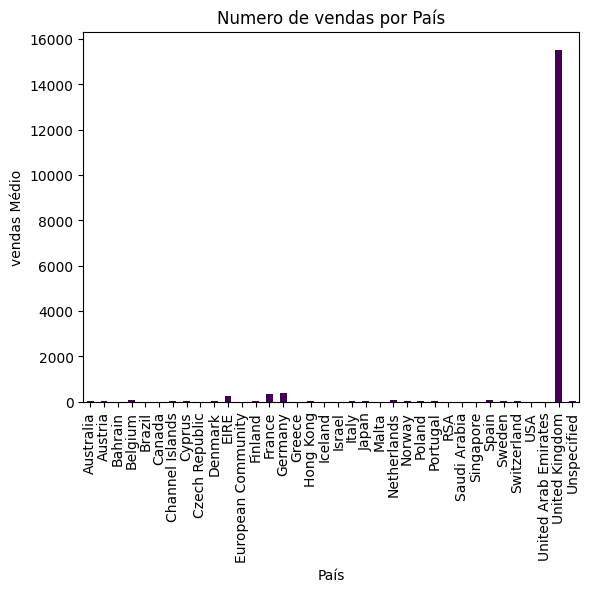 Numero de vendas por País
vendas Médio
16000
14000
12000
10000
8000
6000
4000
2000
0
Australia
Austria
Bahrain
Belgium
Brazil
Canada
Channel Islands
Cyprus
Czech Republic
Denmark
EIRE
European Community
Finland
France
Germany
Greece
Hong Kong
Iceland
Israel
Italy
Japan
Malta
Netherlands
Norway
Poland
Portugal
RSA
Saudi Arabia
Singapore
Spain
Sweden
Switzerland
USA
United Arab Emirates
United Kingdom
Unspecified
País